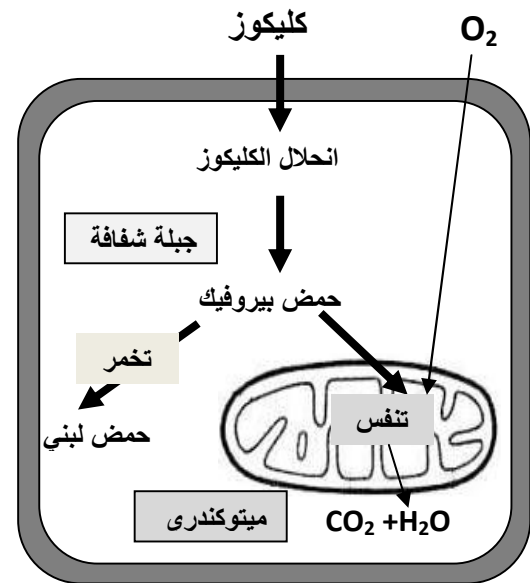 كليكوز
O₂
انحلال الكليكوز
جبلة شفافة
حمض بيروفيك
تخمر
تنفس
حمض لبني
ميتوكندرى
CO₂ +H₂O